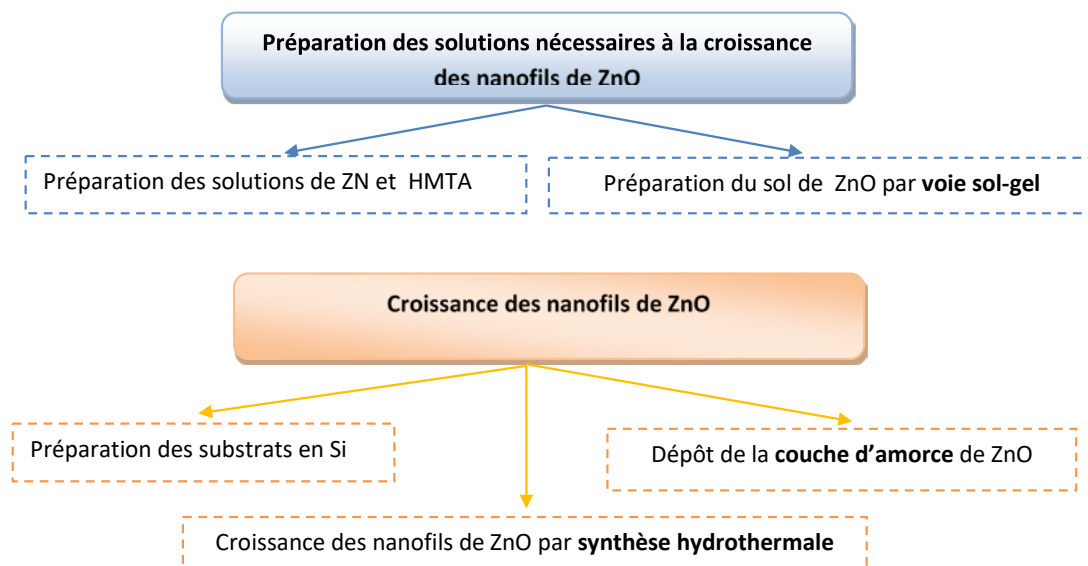 Préparation des solutions nécessaires à la croissance
des nanofils de ZnO
Préparation des solutions de ZN et HMTA
Préparation du sol de ZnO par voie sol-gel
Croissance des nanofils de ZnO
Préparation des substrats en Si
Dépôt de la couche d’amorce de ZnO
Croissance des nanofils de ZnO par synthèse hydrothermale